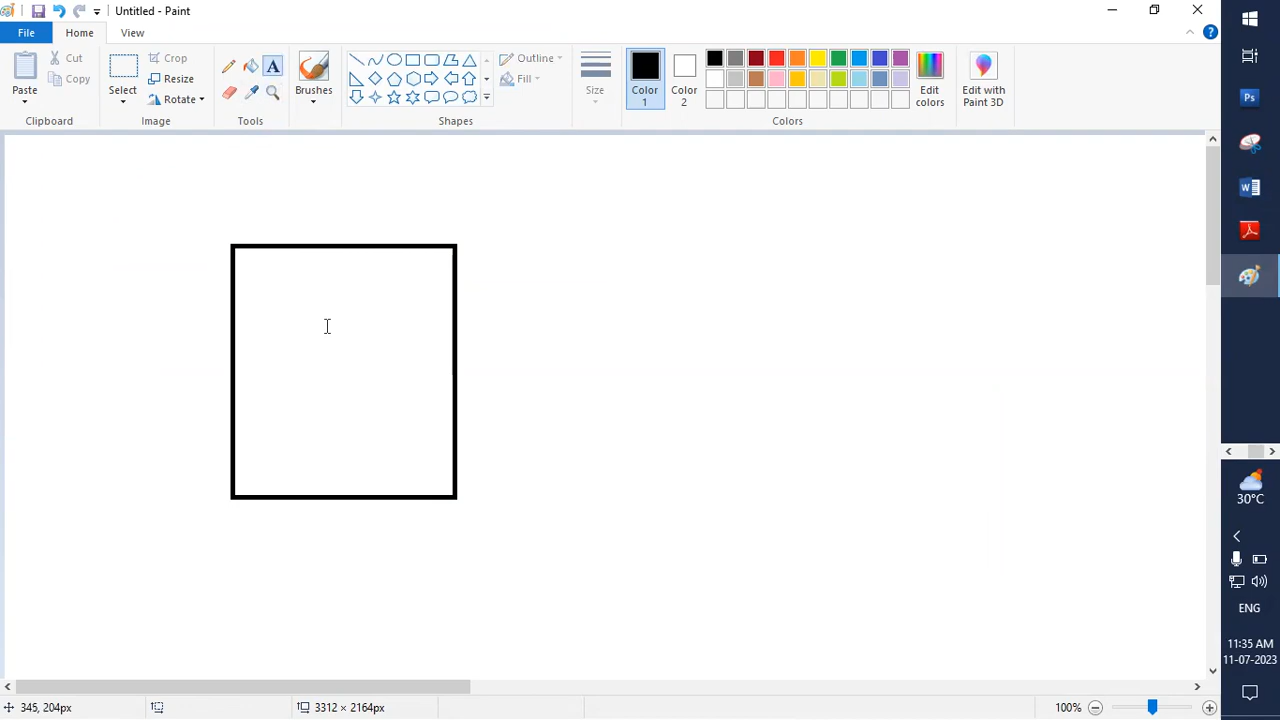 Untitled - Paint
File
Home
View
Paste
Cut
Copy
Clipboard
Select
Crop
Resize
Rotate
Image
A
Tools
Brushes
Shapes
Outline
Fill
Size
Color 1
Color 2
Edit colors
Colors
Edit with Paint 3D
?
Ps
W
30°C
ENG
11:35 AM
11-07-2023
345, 204px
3312 × 2164px
100%